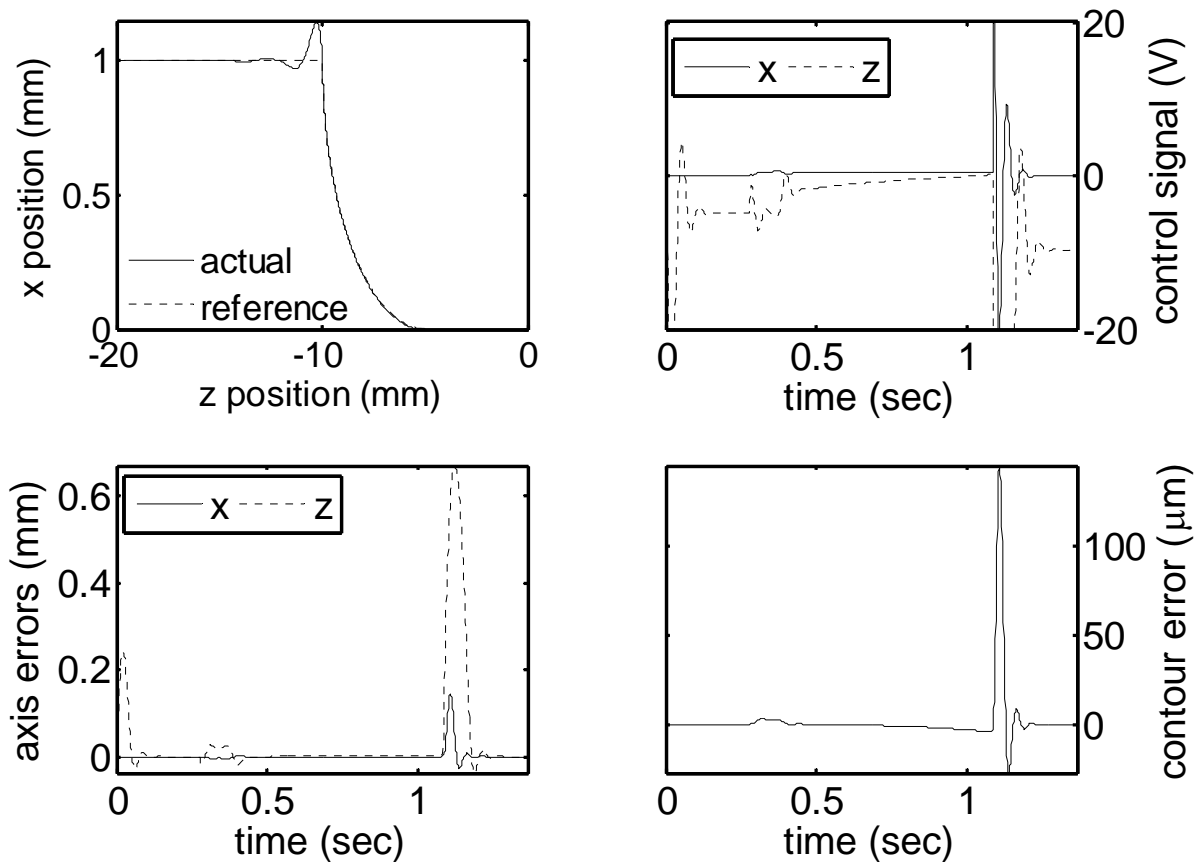 x position (mm)
1
0.5
0
actual
reference
-20
-10
0
z position (mm)
x
z
20
0
-20
control signal (V)
0
0.5
1
time (sec)
axis errors (mm)
0.6
0.4
0.2
0
x
z
0
0.5
1
time (sec)
100
50
0
contour error (μm)
0
0.5
1
time (sec)